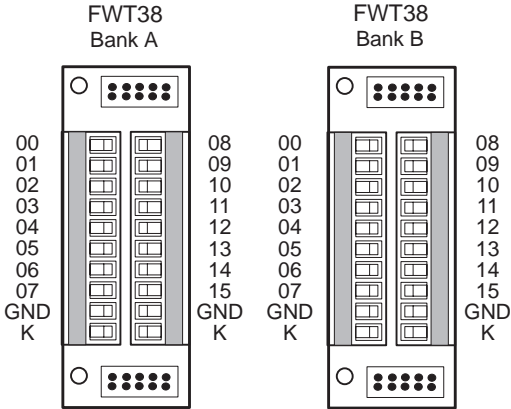 FWT38 FWT38
Bank A Bank B
00 08 00 08
01 09 01 09
02 10 02 10
03 11 03 11
04 12 04 12
05 13 05 13
06 14 06 14
07 15 07 15
GND GND GND GND
K K K K